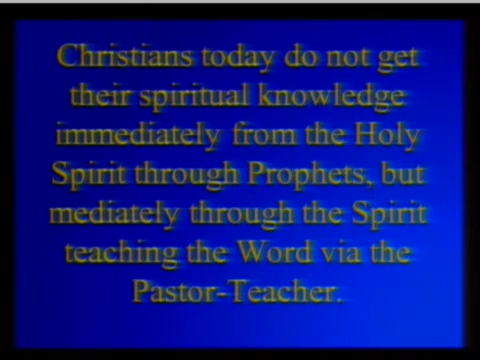 Christians today do not get
their spiritual knowledge
immediately from the Holy
Spirit through Prophets, but
mediately through the Spirit
teaching the Word via the
Pastor-Teacher.